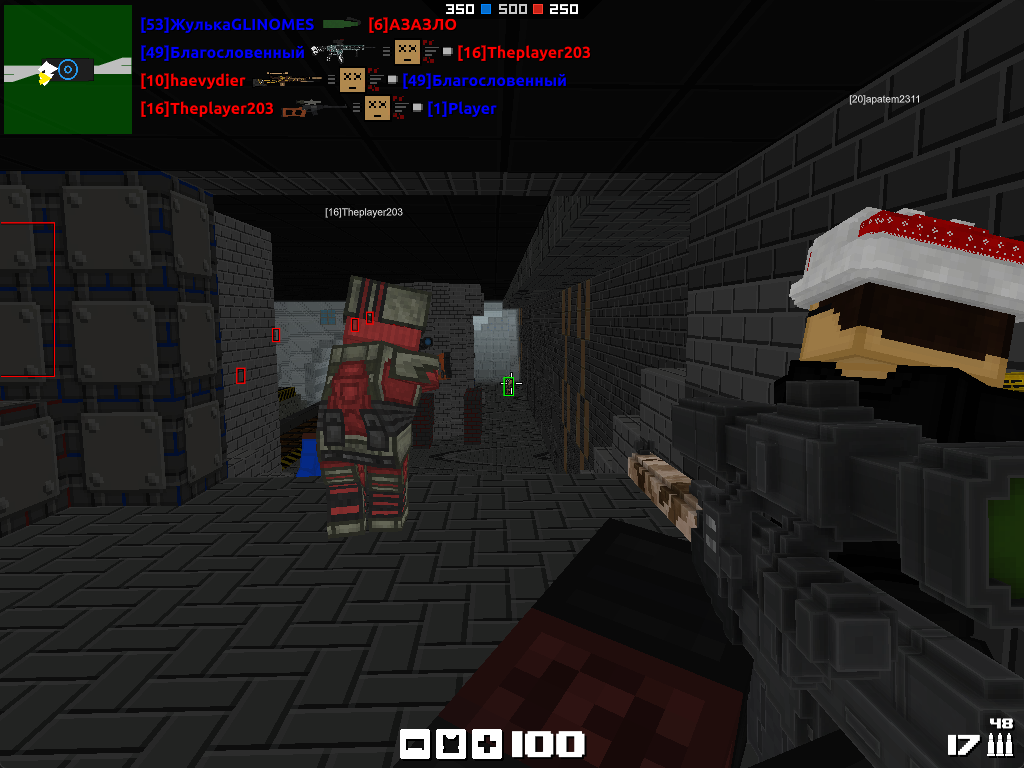 350 500 250
[53]ЖулькаGLINOMES [6]АЗАЗЛО
[49]Благословенный [16]Theplayer203
[10]haevydier [49]Благословенный
[16]Theplayer203 [1]Player
[20]apatem2311
[16]Theplayer203
100
48
17